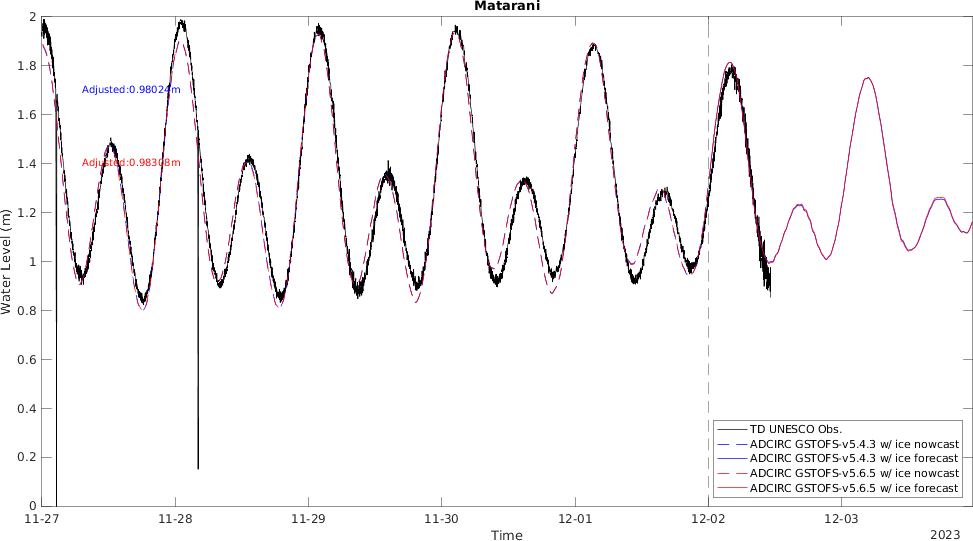 Matarani
Water Level (m)
2
1.8
1.6
1.4
1.2
1
0.8
0.6
0.4
0.2
0
Adjusted:0.98024m
Adjusted:0.98308m
TD UNESCO Obs.
ADCIRC GSTOFS-v5.4.3 w/ ice nowcast
ADCIRC GSTOFS-v5.4.3 w/ ice forecast
ADCIRC GSTOFS-v5.6.5 w/ ice nowcast
ADCIRC GSTOFS-v5.6.5 w/ ice forecast
11-27 11-28 11-29 11-30 12-01 12-02 12-03
Time
2023